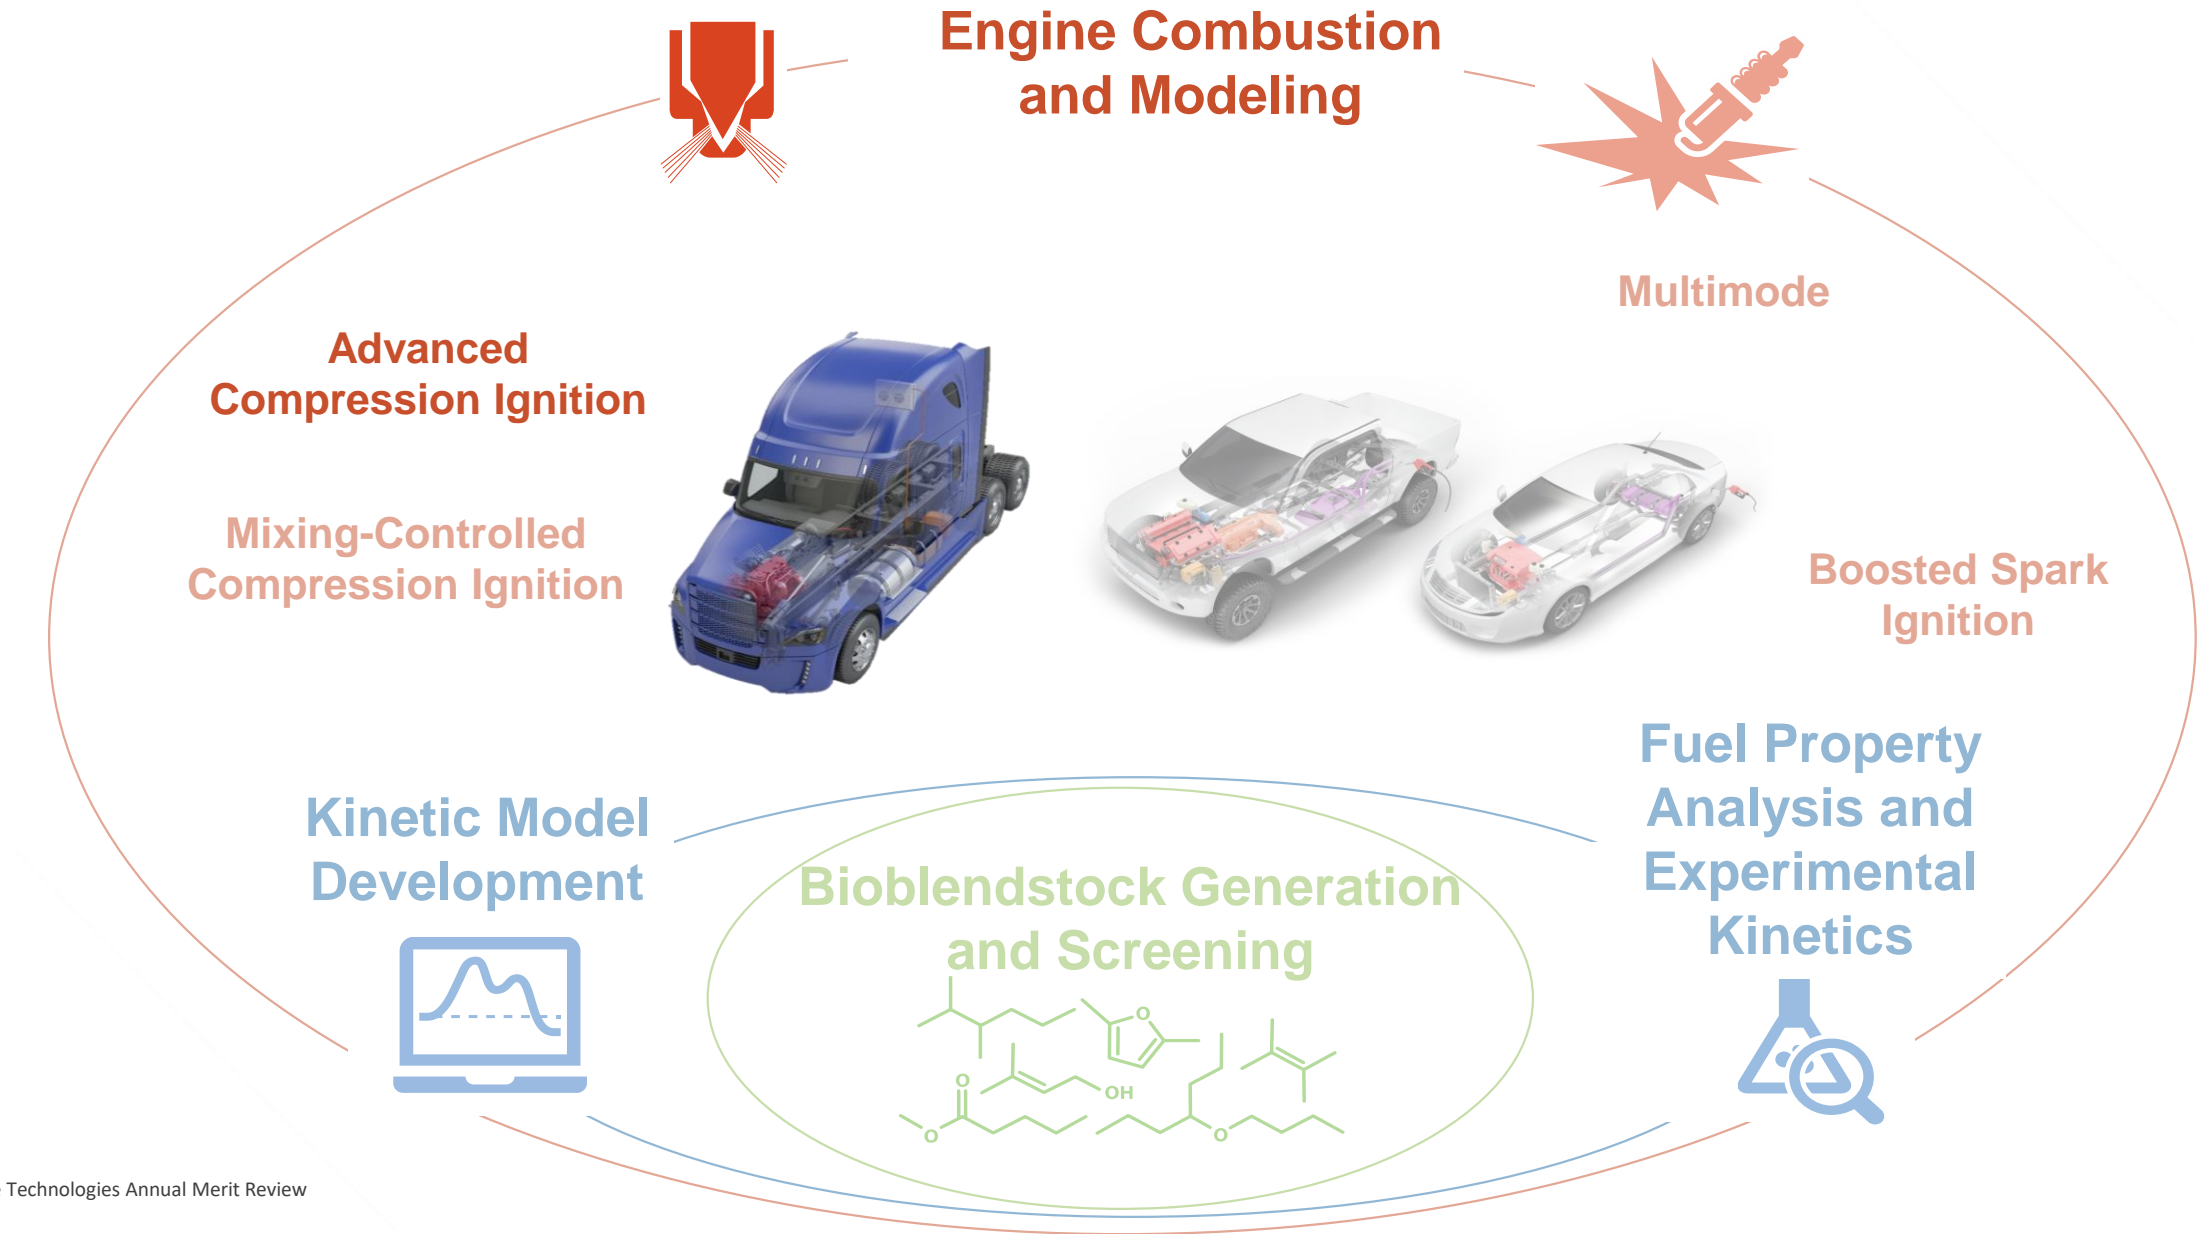 Engine Combustion
and Modeling
Multimode
Advanced
Compression Ignition
Mixing-Controlled
Compression Ignition
Boosted Spark
Ignition
Fuel Property
Analysis and
Experimental
Kinetics
Kinetic Model
Development
Bioblendstock Generation
and Screening
O
O
OH
O
O
Technologies Annual Merit Review